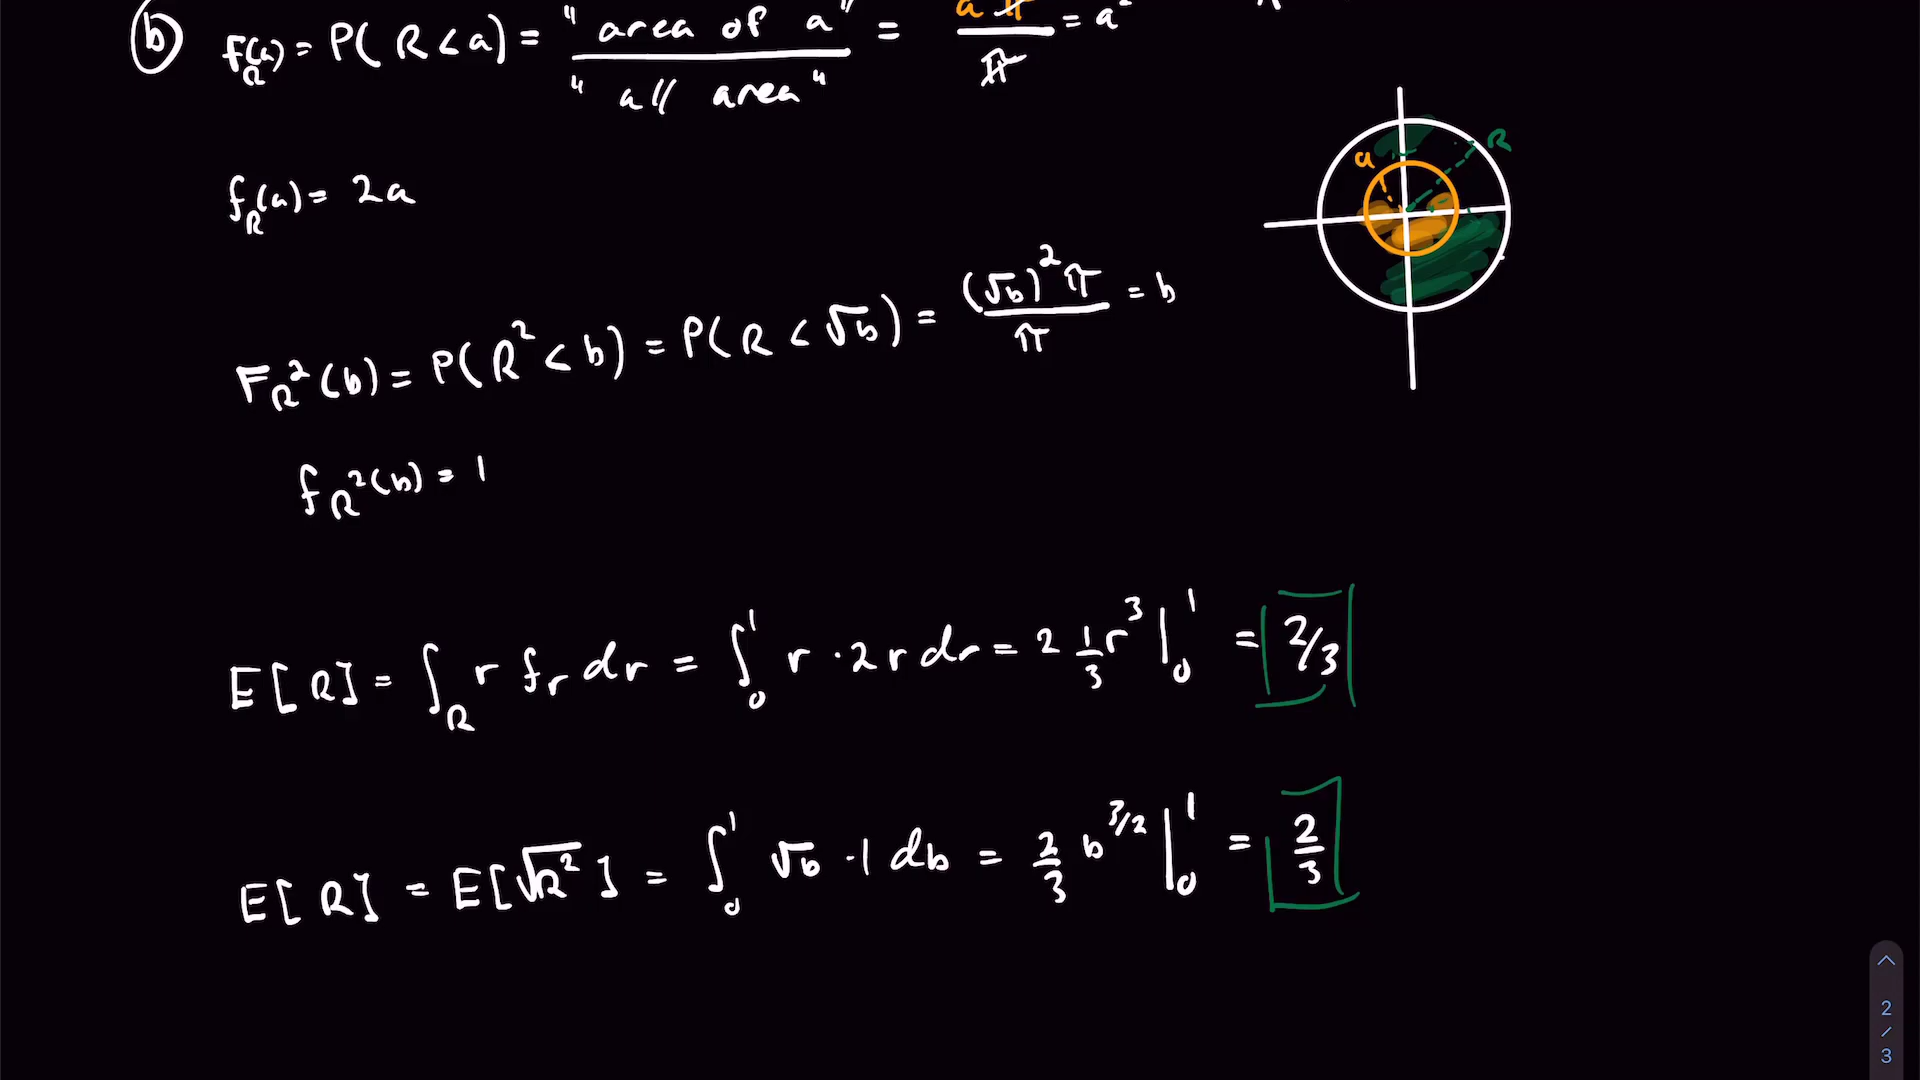 (b) F_R(a) = P(R < a) = "area of a" / "all area" = a π / π = a²
a
R
f_R(a) = 2a
F_R²(b) = P(R² < b) = P(R < √b) = (√b)² π / π = b
f_R²(b) = 1
E[R] = ∫_R r f_r dr = ∫_0^1 r · 2r dr = 2 1/3 r³ |_0^1 = 2/3
E[R] = E[√R²] = ∫_0^1 √b · 1 db = 2/3 b^3/2 |_0^1 = 2/3
2
/
3